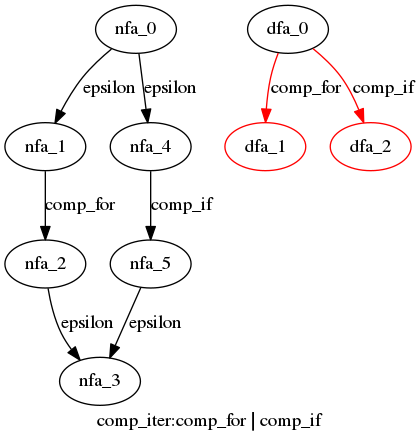 nfa_0 dfa_0
epsilon epsilon comp_for comp_if
nfa_1 nfa_4 dfa_1 dfa_2
comp_for comp_if
nfa_2 nfa_5
epsilon epsilon
nfa_3
comp_iter:comp_for | comp_if